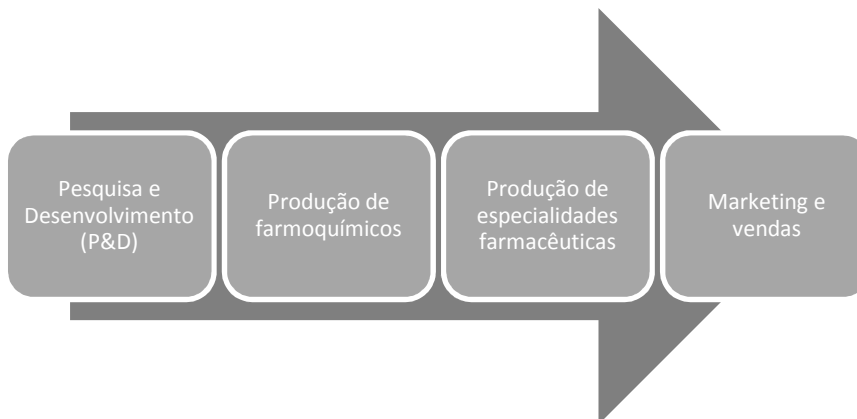 Pesquisa e
Desenvolvimento
(P&D)
Produção de
farmoquímicos
Produção de
especialidades
farmacêuticas
Marketing e
vendas